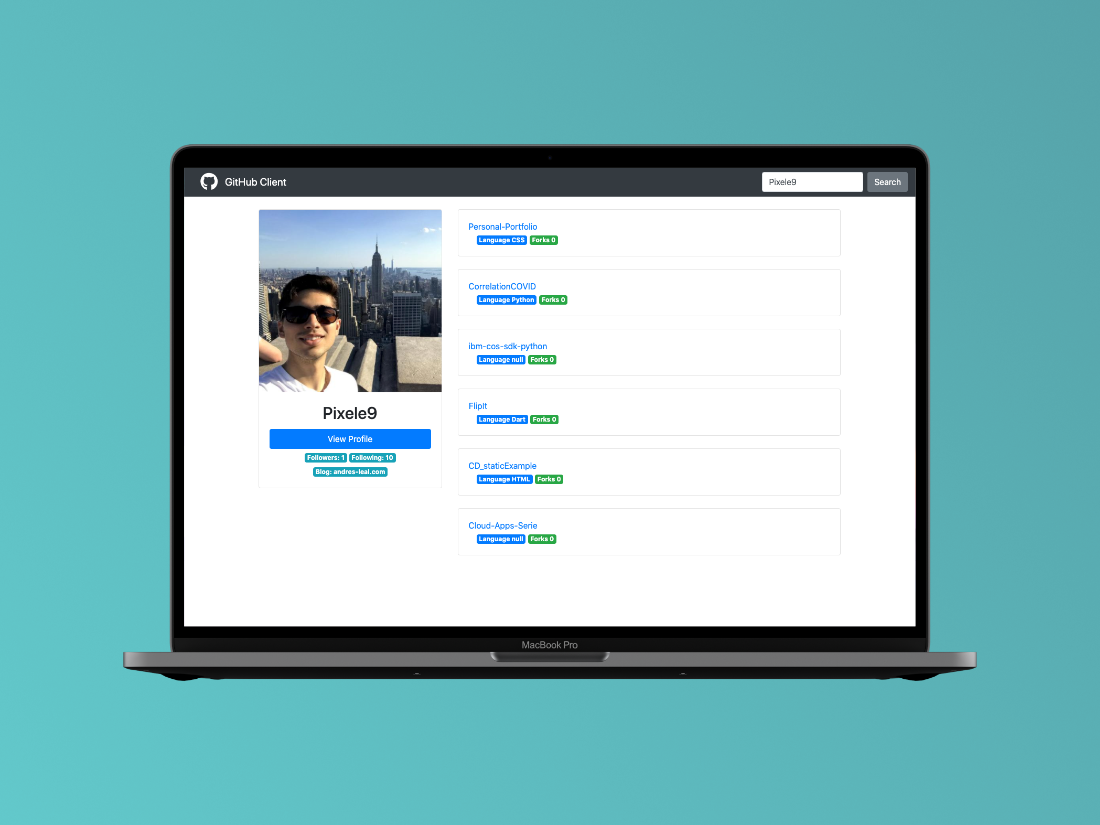 GitHub Client
Pixele9
Search
Pixele9
View Profile
Followers: 1 Following: 10
Blog: andres-leal.com
Personal-Portfolio
Language CSS Forks 0
CorrelationCOVID
Language Python Forks 0
ibm-cos-sdk-python
Language null Forks 0
FlipIt
Language Dart Forks 0
CD_staticExample
Language HTML Forks 0
Cloud-Apps-Serie
Language null Forks 0
MacBook Pro